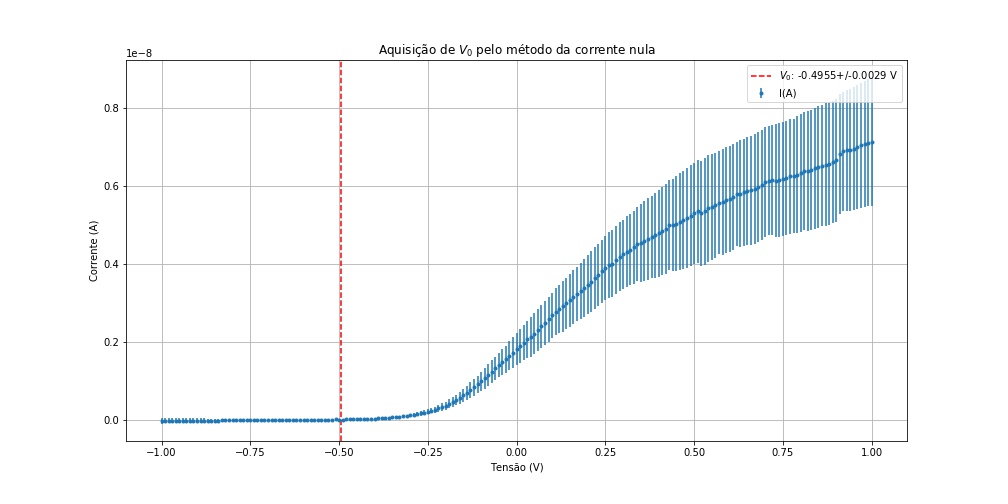 Aquisição de V₀ pelo método da corrente nula
1e−8
V₀: -0.4955+/-0.0029 V
I(A)
0.8
0.6
0.4
0.2
0.0
Corrente (A)
−1.00 −0.75 −0.50 −0.25 0.00 0.25 0.50 0.75 1.00
Tensão (V)